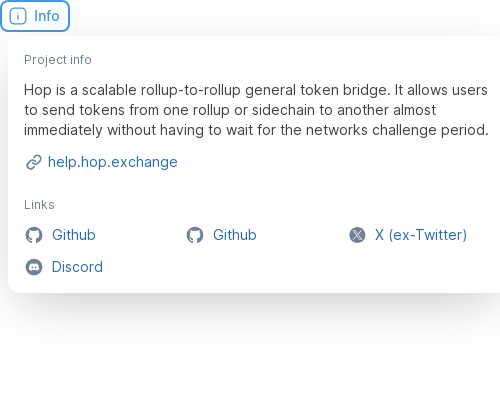 Info
Project info
Hop is a scalable rollup-to-rollup general token bridge. It allows users
to send tokens from one rollup or sidechain to another almost
immediately without having to wait for the networks challenge period.
help.hop.exchange
Links
Github Github X (ex-Twitter)
Discord